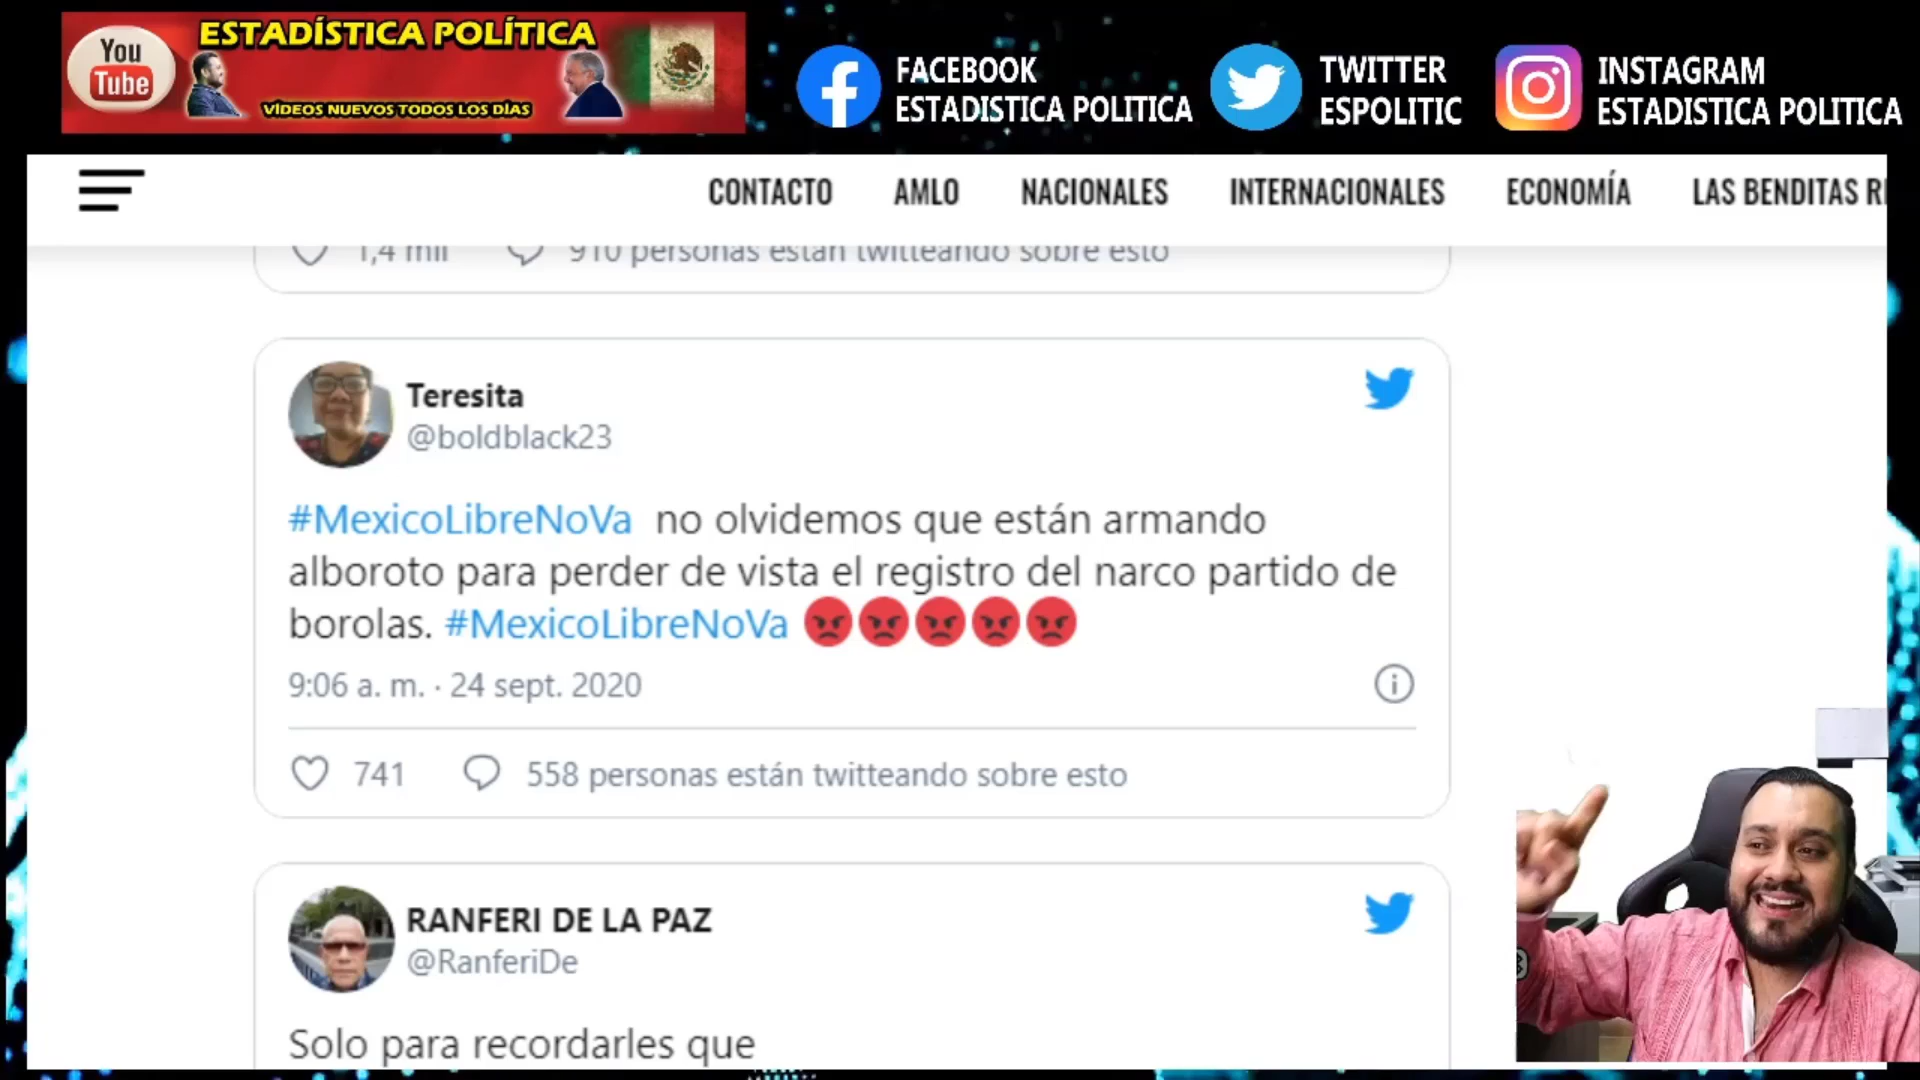 You
Tube
ESTADÍSTICA POLÍTICA
VÍDEOS NUEVOS TODOS LOS DÍAS
FACEBOOK
ESTADISTICA POLITICA
TWITTER
ESPOLITIC
INSTAGRAM
ESTADISTICA POLITICA
CONTACTO AMLO NACIONALES INTERNACIONALES ECONOMÍA LAS BENDITAS
1,4 mil 910 personas están twitteando sobre esto
Teresita
@boldblack23
#MexicoLibreNoVa no olvidemos que están armando
alboroto para perder de vista el registro del narco partido de
borolas. #MexicoLibreNoVa 😡😡😡😡😡
9:06 a. m. · 24 sept. 2020
741 558 personas están twitteando sobre esto
RANFERI DE LA PAZ
@RanferiDe
Solo para recordarles que